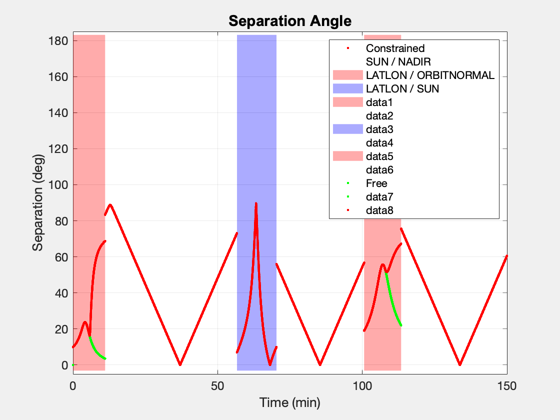 Separation Angle
180
160
140
120
100
80
60
40
20
0
Separation (deg)
0
50
100
150
Time (min)
Constrained
SUN / NADIR
LATLON / ORBITNORMAL
LATLON / SUN
data1
data2
data3
data4
data5
data6
Free
data7
data8